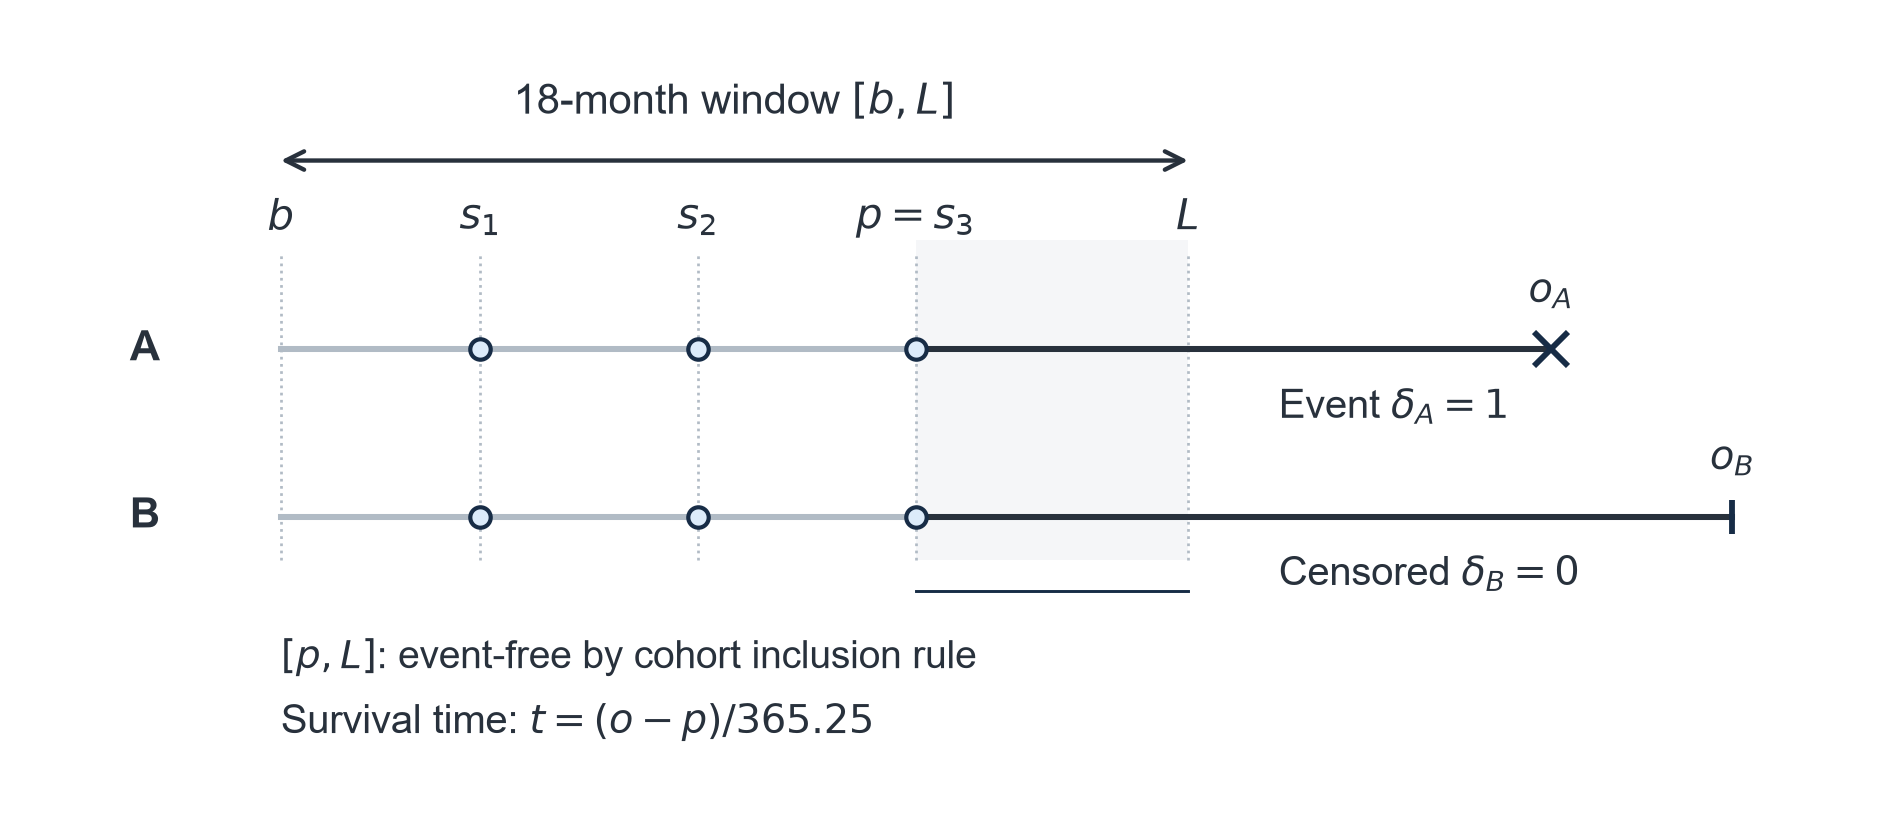 18-month window [b, L]
b s₁ s₂ p = s₃ L
o_A
A
Event δ_A = 1
o_B
B
Censored δ_B = 0
[p, L]: event-free by cohort inclusion rule
Survival time: t = (o − p)/365.25